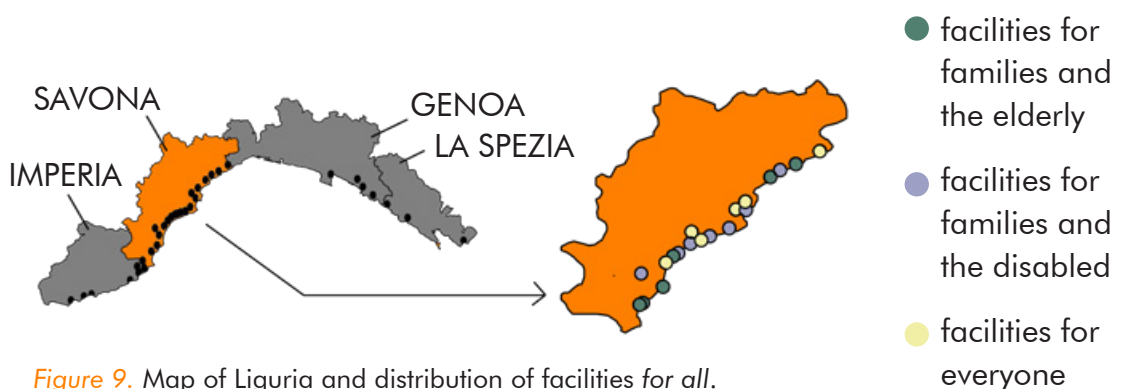 SAVONA
GENOA
LA SPEZIA
IMPERIA
facilities for
families and
the elderly
facilities for
families and
the disabled
facilities for
everyone
Figure 9. Map of Liguria and distribution of facilities for all.